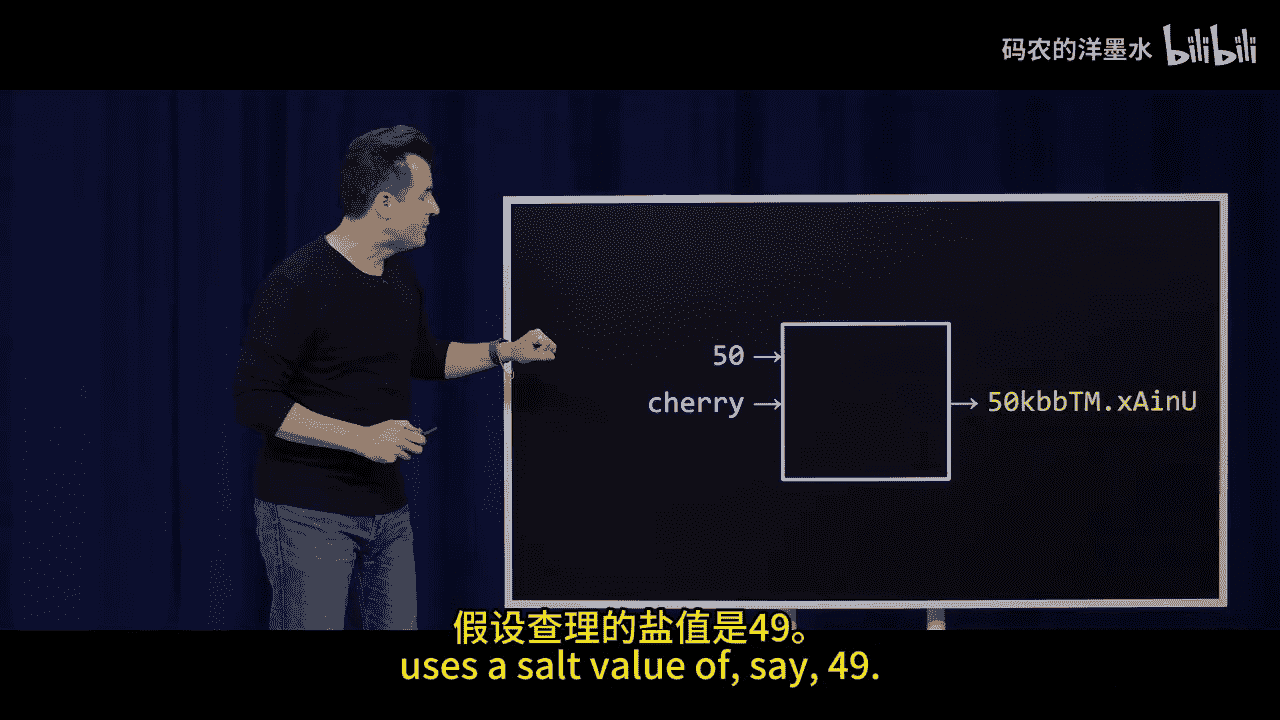 码农的洋墨水 bilibili
50 →
cherry →
→ 50kbbTM.xAinU
假设查理的盐值是49。
uses a salt value of, say, 49.